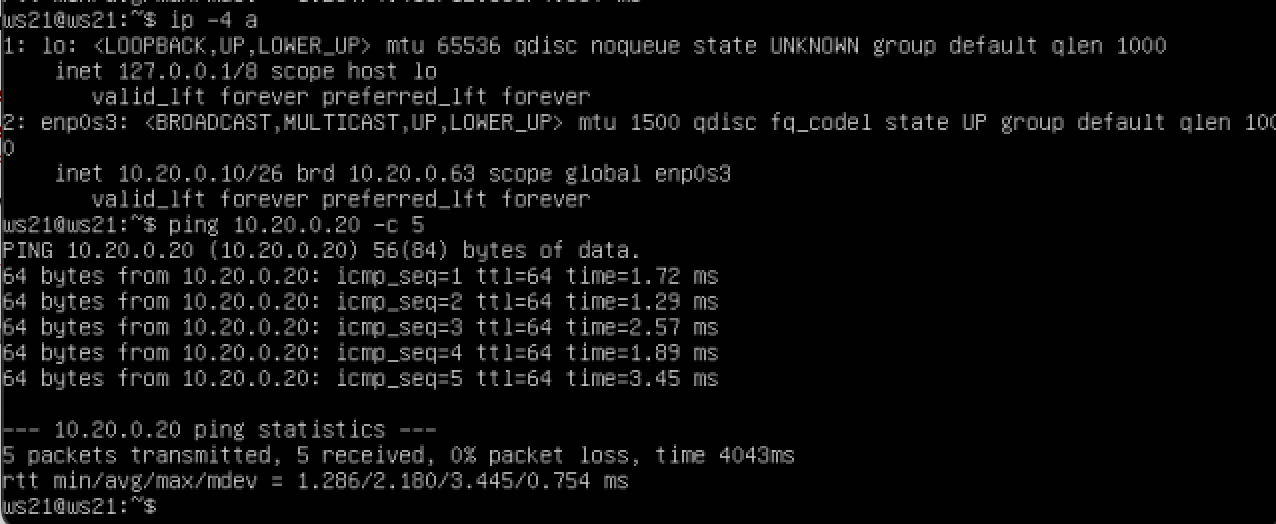 ws21@ws21:~$ ip -4 a
1: lo: <LOOPBACK,UP,LOWER_UP> mtu 65536 qdisc noqueue state UNKNOWN group default qlen 1000
    inet 127.0.0.1/8 scope host lo
       valid_lft forever preferred_lft forever
2: enp0s3: <BROADCAST,MULTICAST,UP,LOWER_UP> mtu 1500 qdisc fq_codel state UP group default qlen 100
0
    inet 10.20.0.10/26 brd 10.20.0.63 scope global enp0s3
       valid_lft forever preferred_lft forever
ws21@ws21:~$ ping 10.20.0.20 -c 5
PING 10.20.0.20 (10.20.0.20) 56(84) bytes of data.
64 bytes from 10.20.0.20: icmp_seq=1 ttl=64 time=1.72 ms
64 bytes from 10.20.0.20: icmp_seq=2 ttl=64 time=1.29 ms
64 bytes from 10.20.0.20: icmp_seq=3 ttl=64 time=2.57 ms
64 bytes from 10.20.0.20: icmp_seq=4 ttl=64 time=1.89 ms
64 bytes from 10.20.0.20: icmp_seq=5 ttl=64 time=3.45 ms

--- 10.20.0.20 ping statistics ---
5 packets transmitted, 5 received, 0% packet loss, time 4043ms
rtt min/avg/max/mdev = 1.286/2.180/3.445/0.754 ms
ws21@ws21:~$